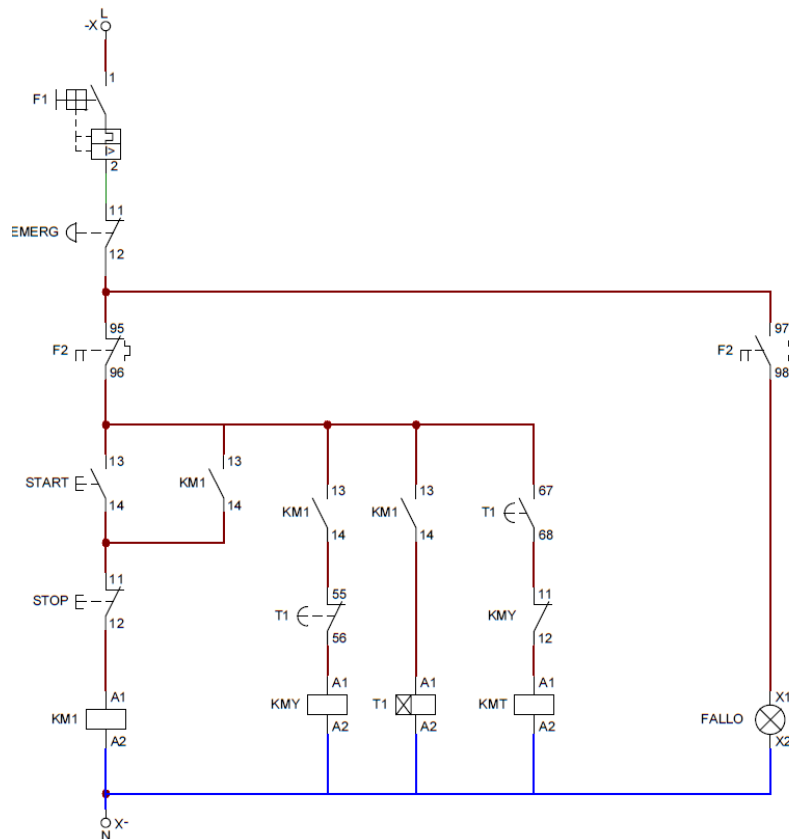 L
-X
1
F1
2
11
EMERG
12
95
97
F2
F2
96
98
13
13
START
KM1
14
14
13
13
67
KM1
KM1
T1
14
14
68
11
STOP
12
55
11
T1
KMY
56
12
A1
A1
A1
A1
X1
KM1
KMY
T1
KMT
FALLO
A2
A2
A2
A2
X2
X-
N